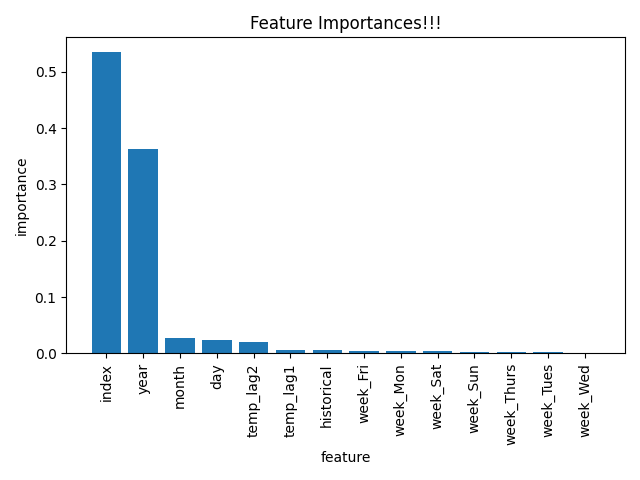 Feature Importances!!!
importance
0.5
0.4
0.3
0.2
0.1
0.0
index
year
month
day
temp_lag2
temp_lag1
historical
week_Fri
week_Mon
week_Sat
week_Sun
week_Thurs
week_Tues
week_Wed
feature